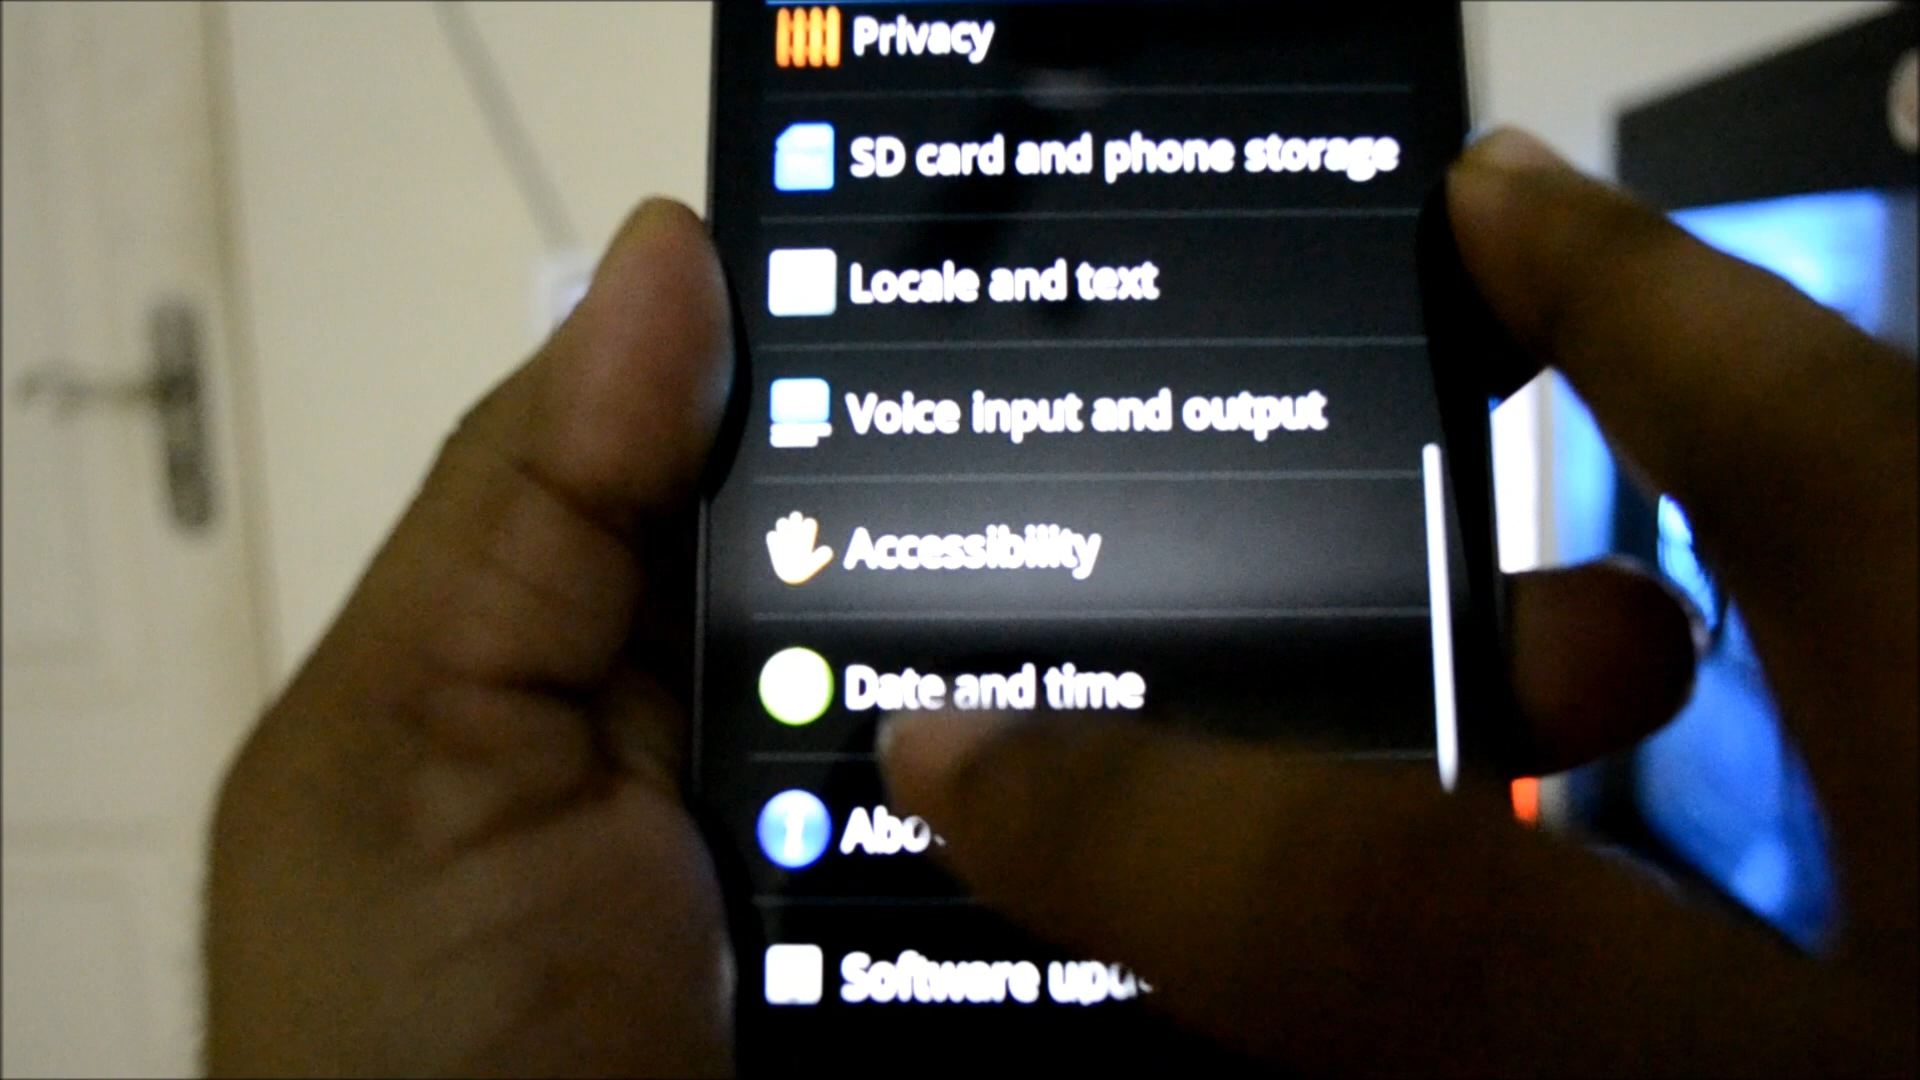 Privacy
SD card and phone storage
Locale and text
Voice input and output
Accessibility
Date and time
Abo
Software upd